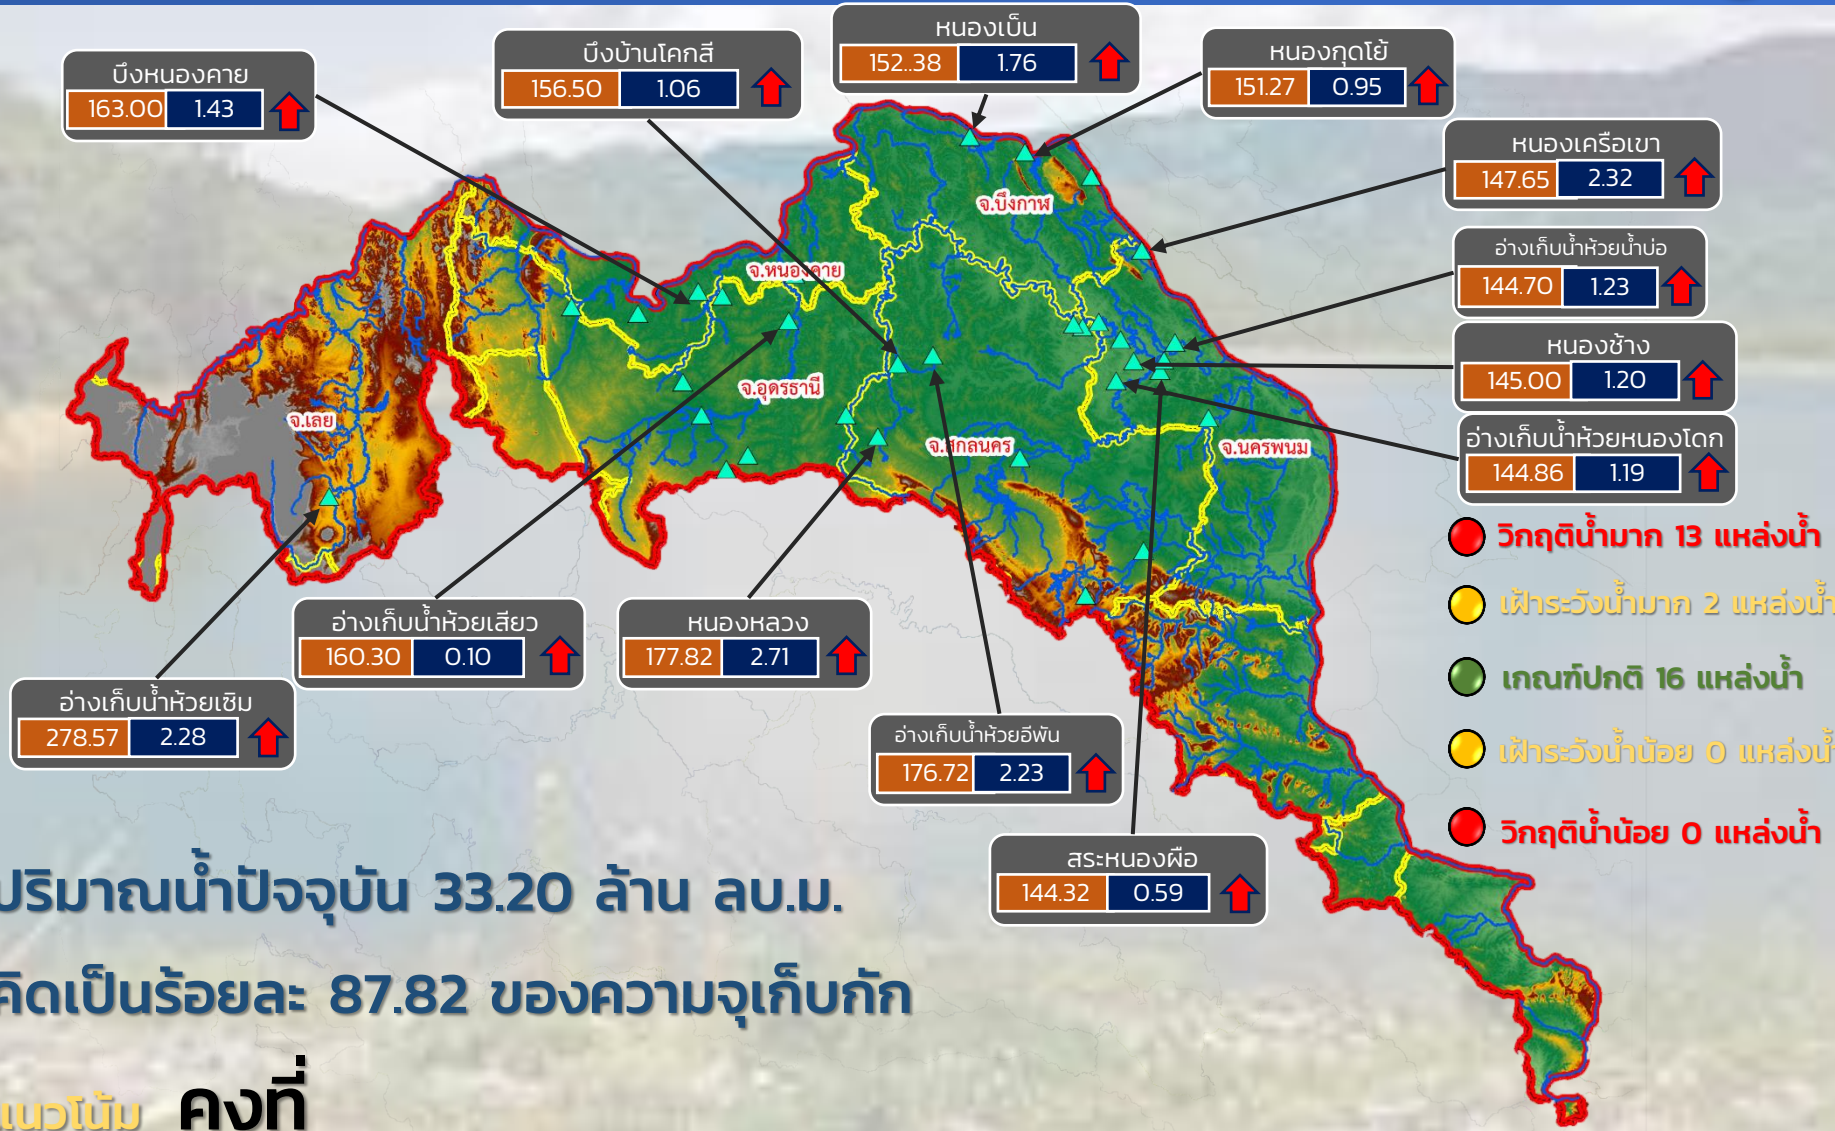 หนองเบ็น
152..38 1.76
บึงบ้านโคกสี
156.50 1.06
หนองกุดโย้
151.27 0.95
บึงหนองคาย
163.00 1.43
หนองเครือเขา
147.65 2.32
จ.บึงกาฬ
อ่างเก็บน้ำห้วยน้ำบ่อ
144.70 1.23
จ.หนองคาย
หนองช้าง
145.00 1.20
จ.อุดรธานี
จ.เลย
จ.สกลนคร
จ.นครพนม
อ่างเก็บน้ำห้วยหนองโดก
144.86 1.19
วิกฤติน้ำมาก 13 แหล่งน้ำ
เฝ้าระวังน้ำมาก 2 แหล่งน้ำ
เกณฑ์ปกติ 16 แหล่งน้ำ
เฝ้าระวังน้ำน้อย 0 แหล่งน้ำ
วิกฤติน้ำน้อย 0 แหล่งน้ำ
อ่างเก็บน้ำห้วยเสียว
160.30 0.10
หนองหลวง
177.82 2.71
อ่างเก็บน้ำห้วยเซิม
278.57 2.28
อ่างเก็บน้ำห้วยอีพัน
176.72 2.23
สระหนองผือ
144.32 0.59
ปริมาณน้ำปัจจุบัน 33.20 ล้าน ลบ.ม.
คิดเป็นร้อยละ 87.82 ของความจุเก็บกัก
แนวโน้ม คงที่